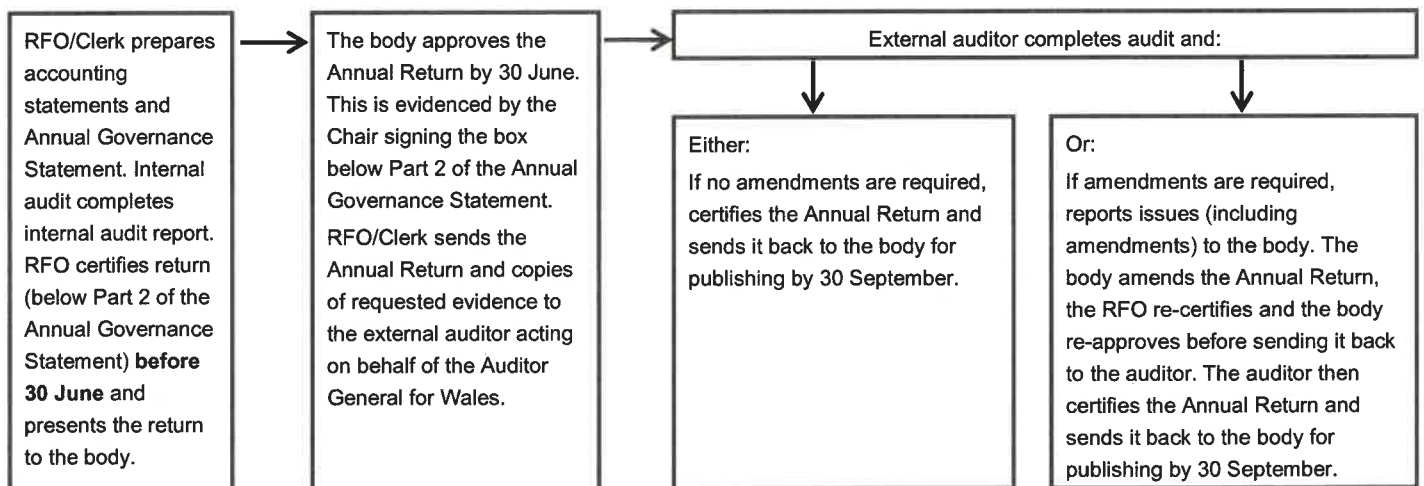 RFO/Clerk prepares
accounting
statements and
Annual Governance
Statement. Internal
audit completes
internal audit report.
RFO certifies return
(below Part 2 of the
Annual Governance
Statement) before
30 June and
presents the return
to the body.
The body approves the
Annual Return by 30 June.
This is evidenced by the
Chair signing the box
below Part 2 of the Annual
Governance Statement.
RFO/Clerk sends the
Annual Return and copies
of requested evidence to
the external auditor acting
on behalf of the Auditor
General for Wales.
External auditor completes audit and:
Either:
If no amendments are required,
certifies the Annual Return and
sends it back to the body for
publishing by 30 September.
Or:
If amendments are required,
reports issues (including
amendments) to the body. The
body amends the Annual Return,
the RFO re-certifies and the body
re-approves before sending it back
to the auditor. The auditor then
certifies the Annual Return and
sends it back to the body for
publishing by 30 September.